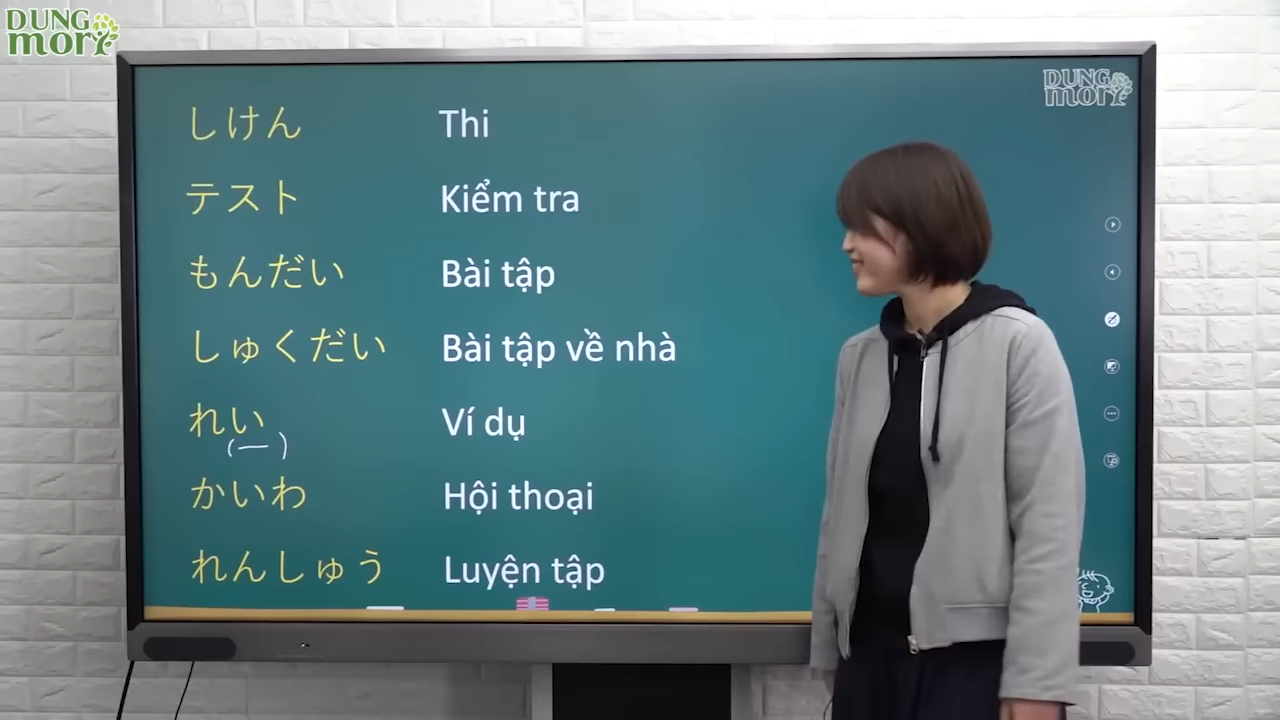 DUNG
mori
DUNG
mori
しけん Thi
テスト Kiểm tra
もんだい Bài tập
しゅくだい Bài tập về nhà
れい Ví dụ
(ー)
かいわ Hội thoại
れんしゅう Luyện tập